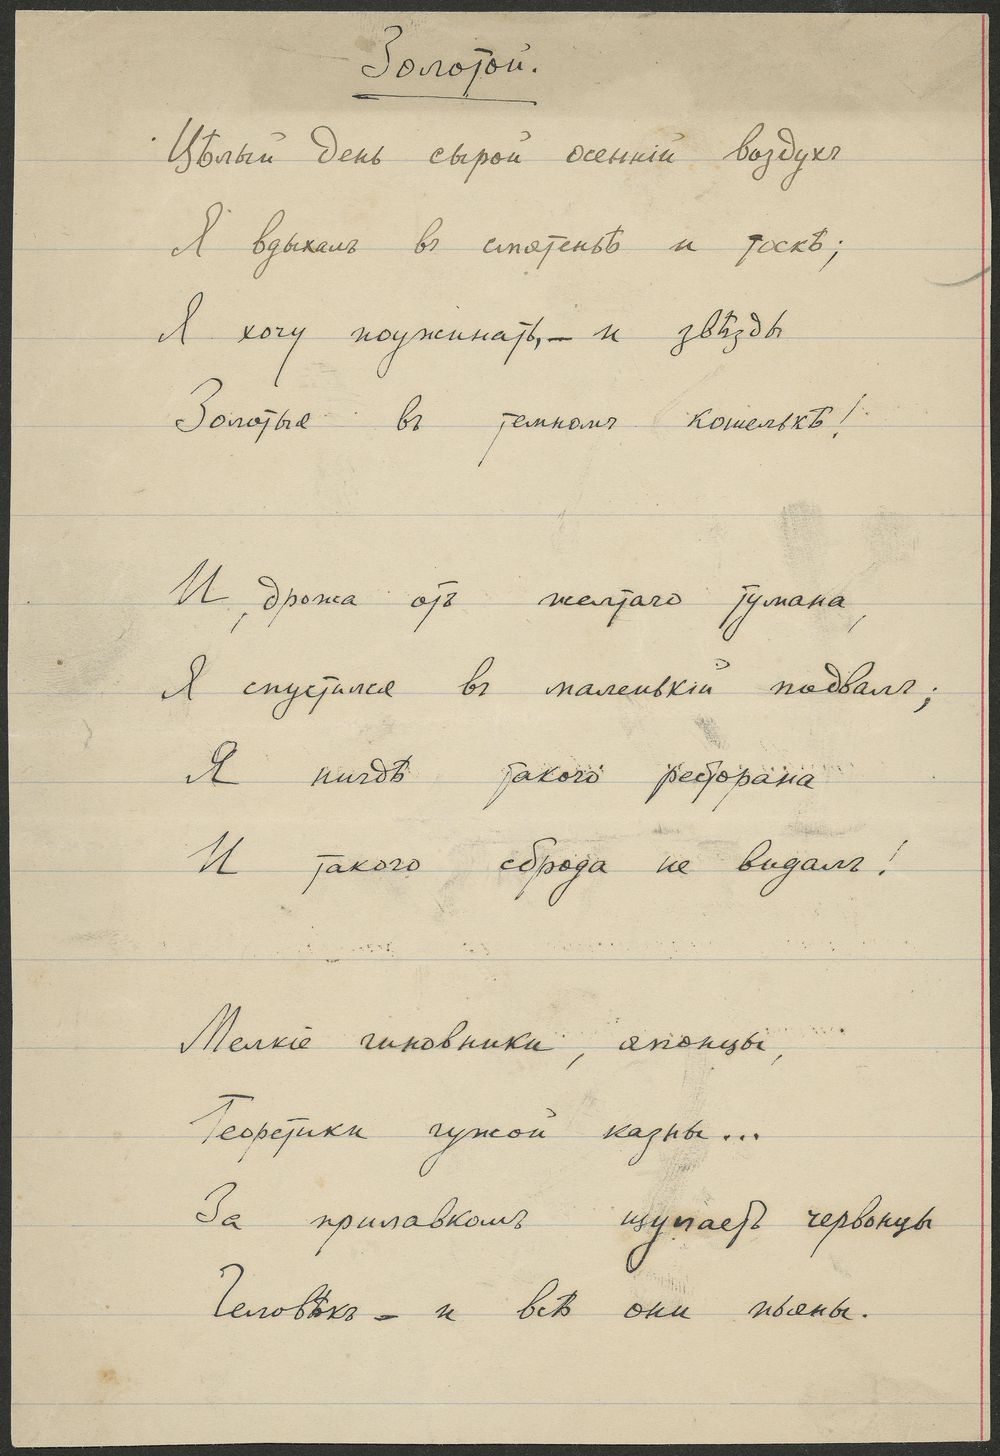 Золотой.
Цѣлый день сырой осенній воздухъ
Я вдыхалъ въ смятеньѣ и тоскѣ;
Я хочу поужинать, – и звѣзды
Золотыя въ темномъ кошелькѣ!
И, дрожа отъ желтаго тумана,
Я спустился въ маленькій подвалъ;
Я нигдѣ такого ресторана
И такого сброда не видалъ!
Мелкіе чиновники, японцы,
Теоретики чужой казны...
За прилавкомъ щупаетъ червонцы
Человѣкъ – и всѣ они пьяны.